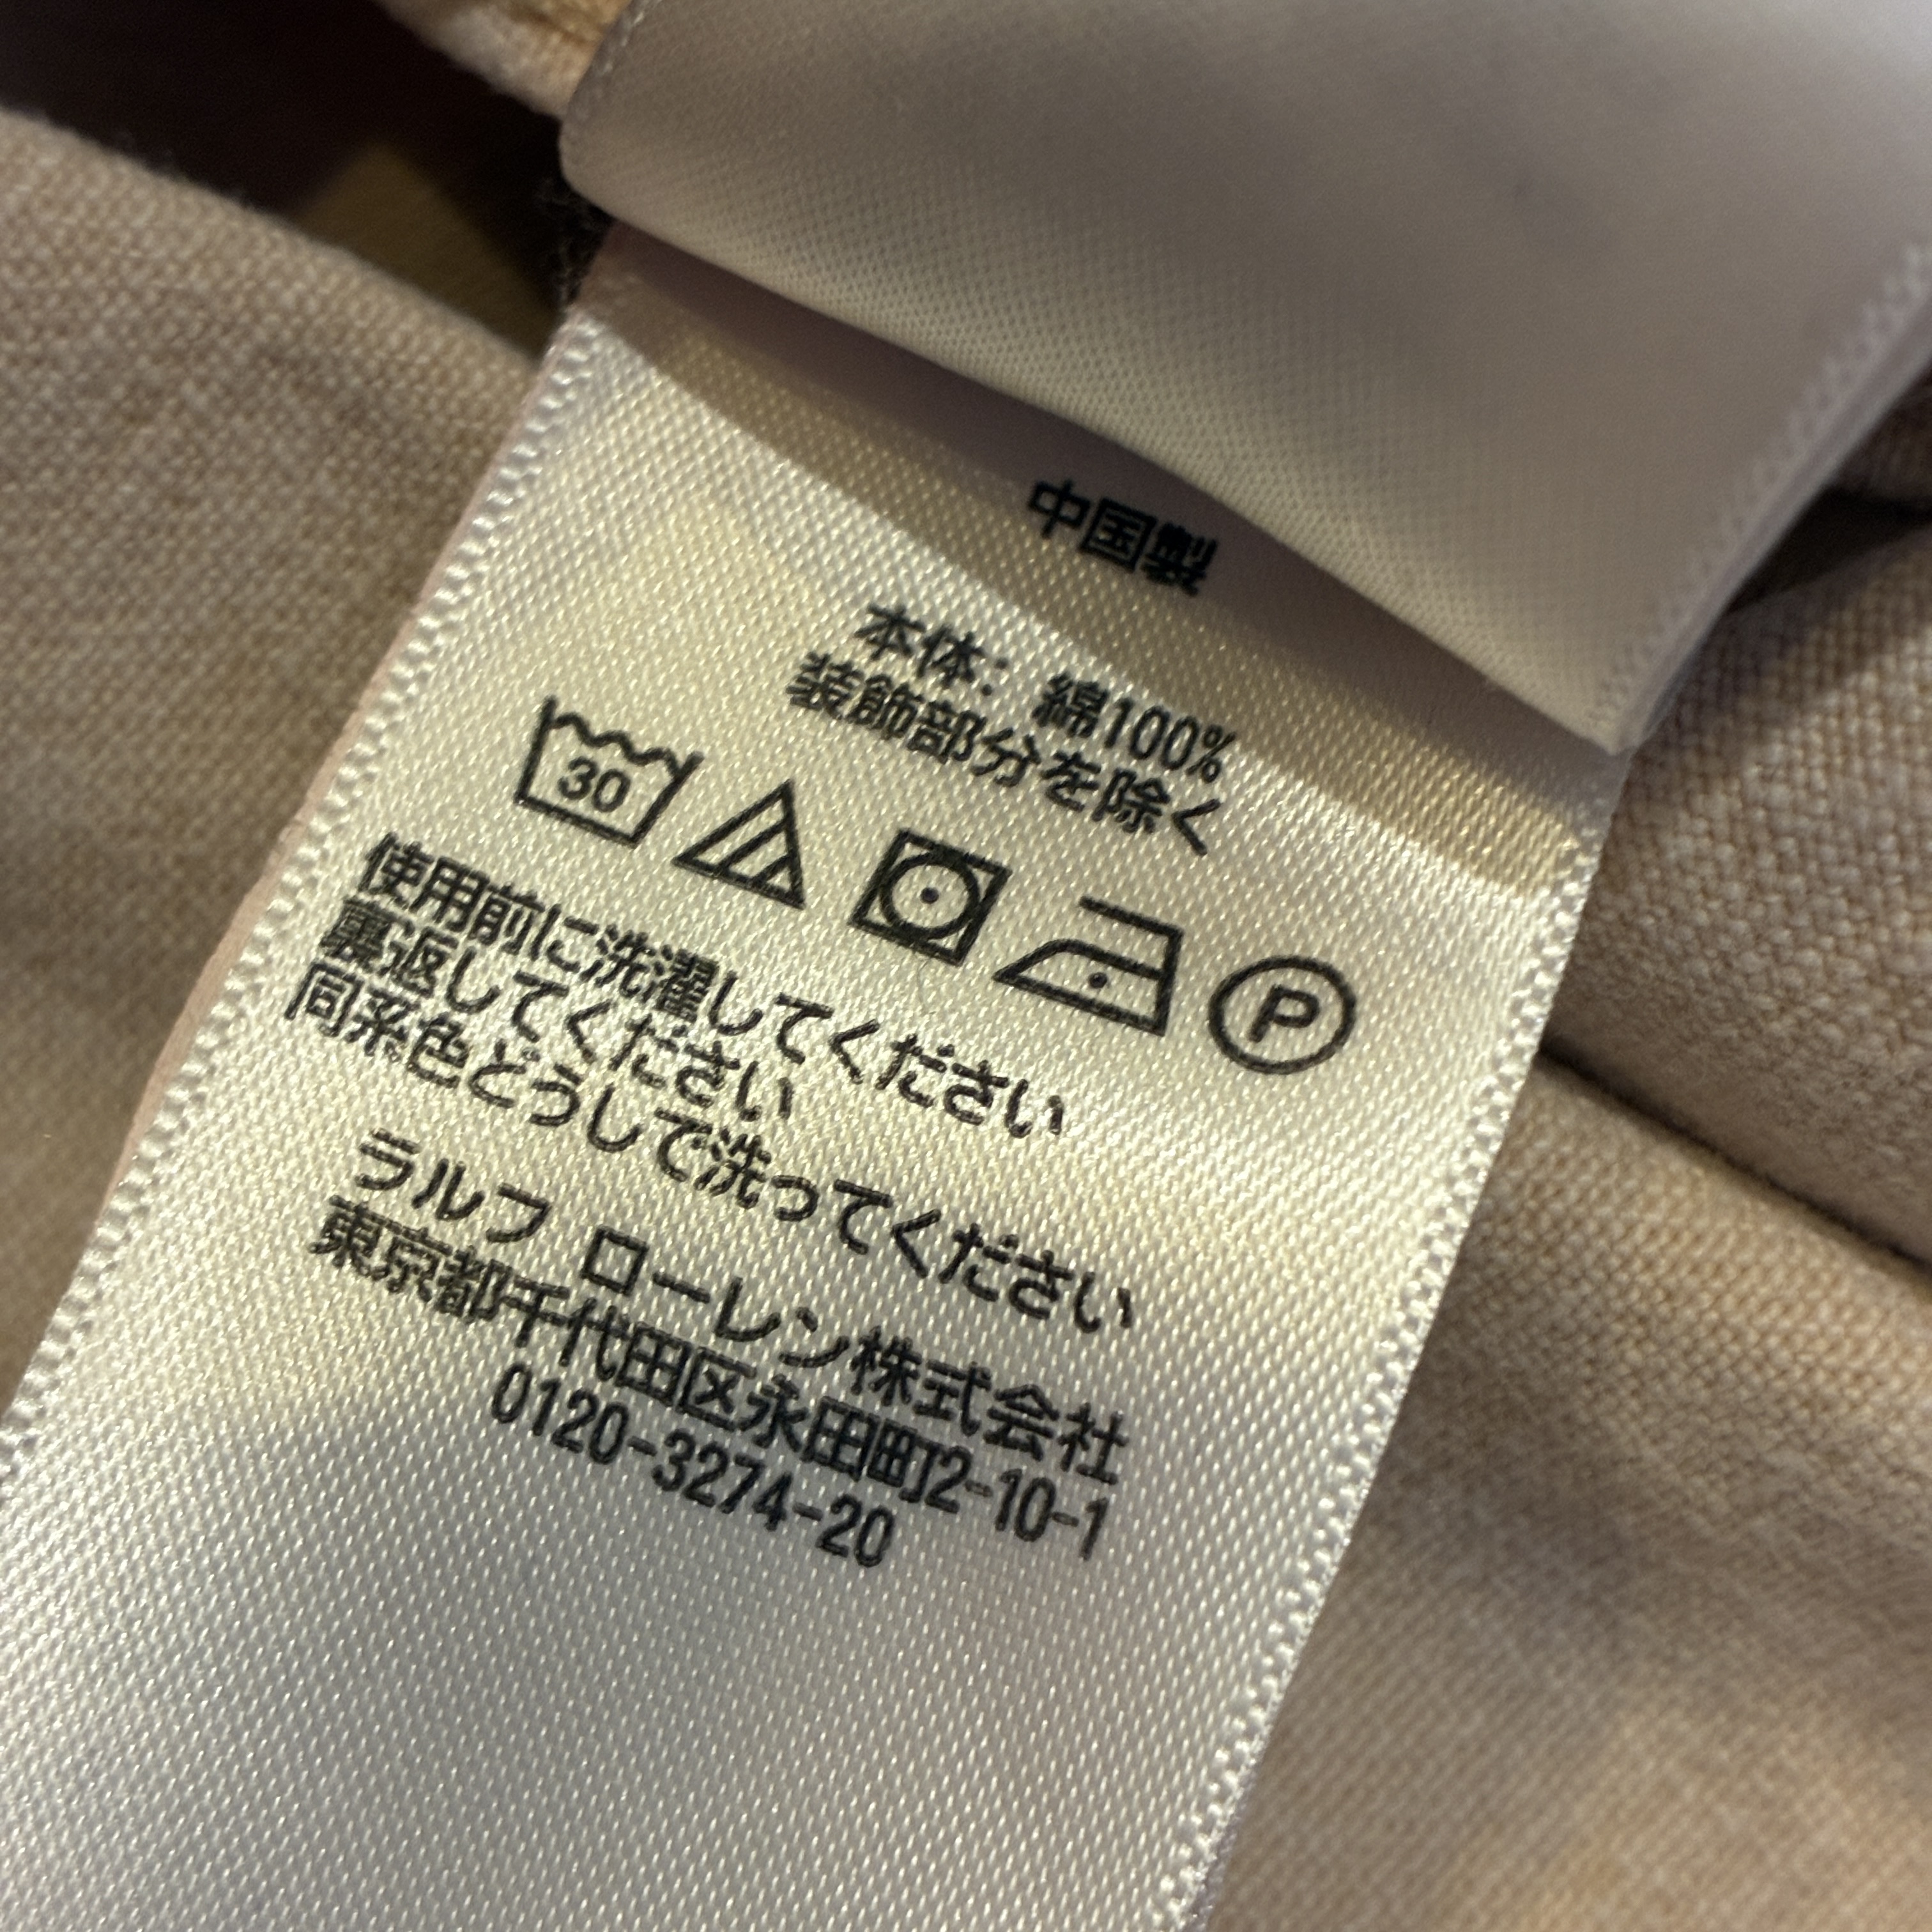 中国製
本体: 綿100%
装飾部分を除く
30
P
使用前に洗濯してください
裏返してください
同系色どうしで洗ってください
ラルフ ローレン株式会社
東京都千代田区永田町2-10-1
0120-3274-20